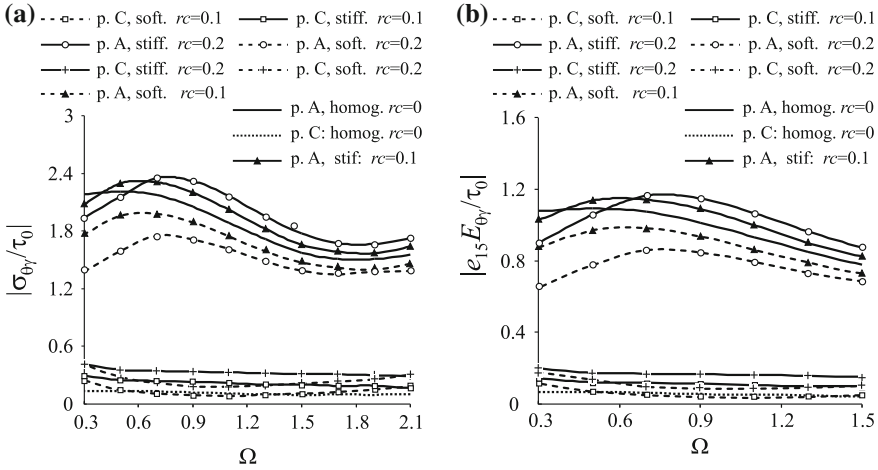 (a)
p. C, soft. rc=0.1
p. C, stiff. rc=0.1
p. A, stiff. rc=0.2
p. A, soft. rc=0.2
p. C, stiff. rc=0.2
p. C, soft. rc=0.2
p. A, soft. rc=0.1
p. A, homog. rc=0
p. C: homog. rc=0
p. A, stif: rc=0.1
3
2.4
1.8
1.2
0.6
0
|σθγ/τ0|
0.3 0.6 0.9 1.2 1.5 1.8 2.1
Ω
(b)
p. C, soft. rc=0.1
p. C, stiff. rc=0.1
p. A, stiff. rc=0.2
p. A, soft. rc=0.2
p. C, stiff. rc=0.2
p. C, soft. rc=0.2
p. A, soft. rc=0.1
p. A, homog. rc=0
p. C: homog. rc=0
p. A, stif: rc=0.1
1.6
1.2
0.8
0.4
0
|e15Eθγ/τ0|
0.3 0.6 0.9 1.2 1.5
Ω